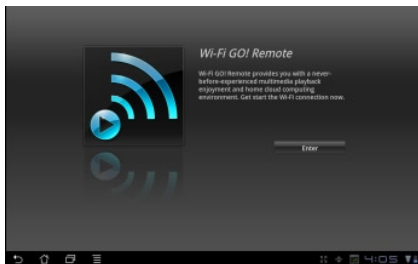 Wi-Fi GO! Remote
Wi-Fi GO! Remote provides you with a never-
before-experienced multimedia playback
enjoyment and home cloud computing
environment. Get start the Wi-Fi connection now.
Enter
4:05